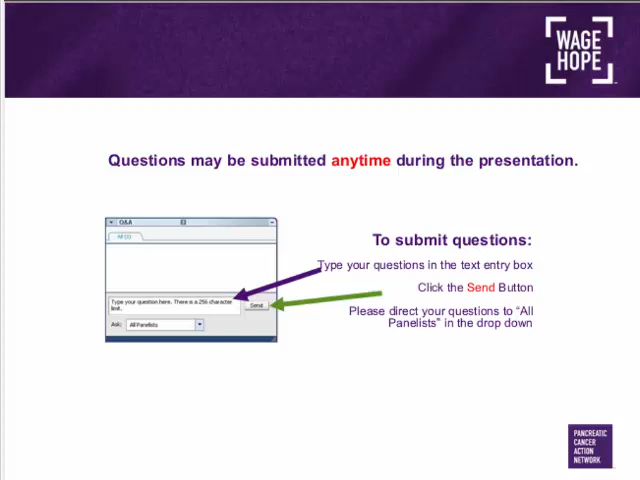 WAGE
HOPE
Questions may be submitted anytime during the presentation.
Q&A
All (0)
Type your question here. There is a 256 character
limit.
Send
Ask:
All Panelists
To submit questions:
Type your questions in the text entry box
Click the Send Button
Please direct your questions to “All
Panelists” in the drop down
PANCREATIC
CANCER
ACTION
NETWORK